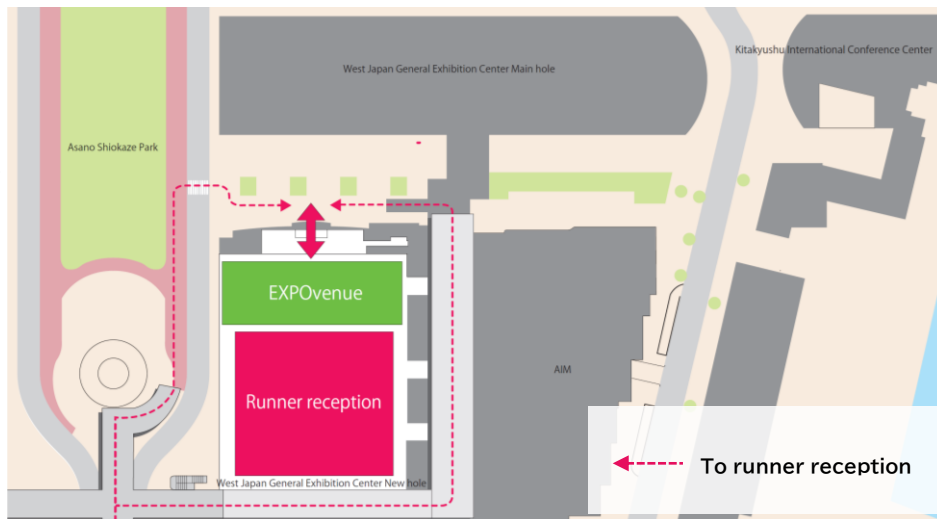 Kitakyushu International Conference Center
West Japan General Exhibition Center Main hole
Asano Shiokaze Park
EXPOvenue
AIM
Runner reception
To runner reception
West Japan General Exhibition Center New hole